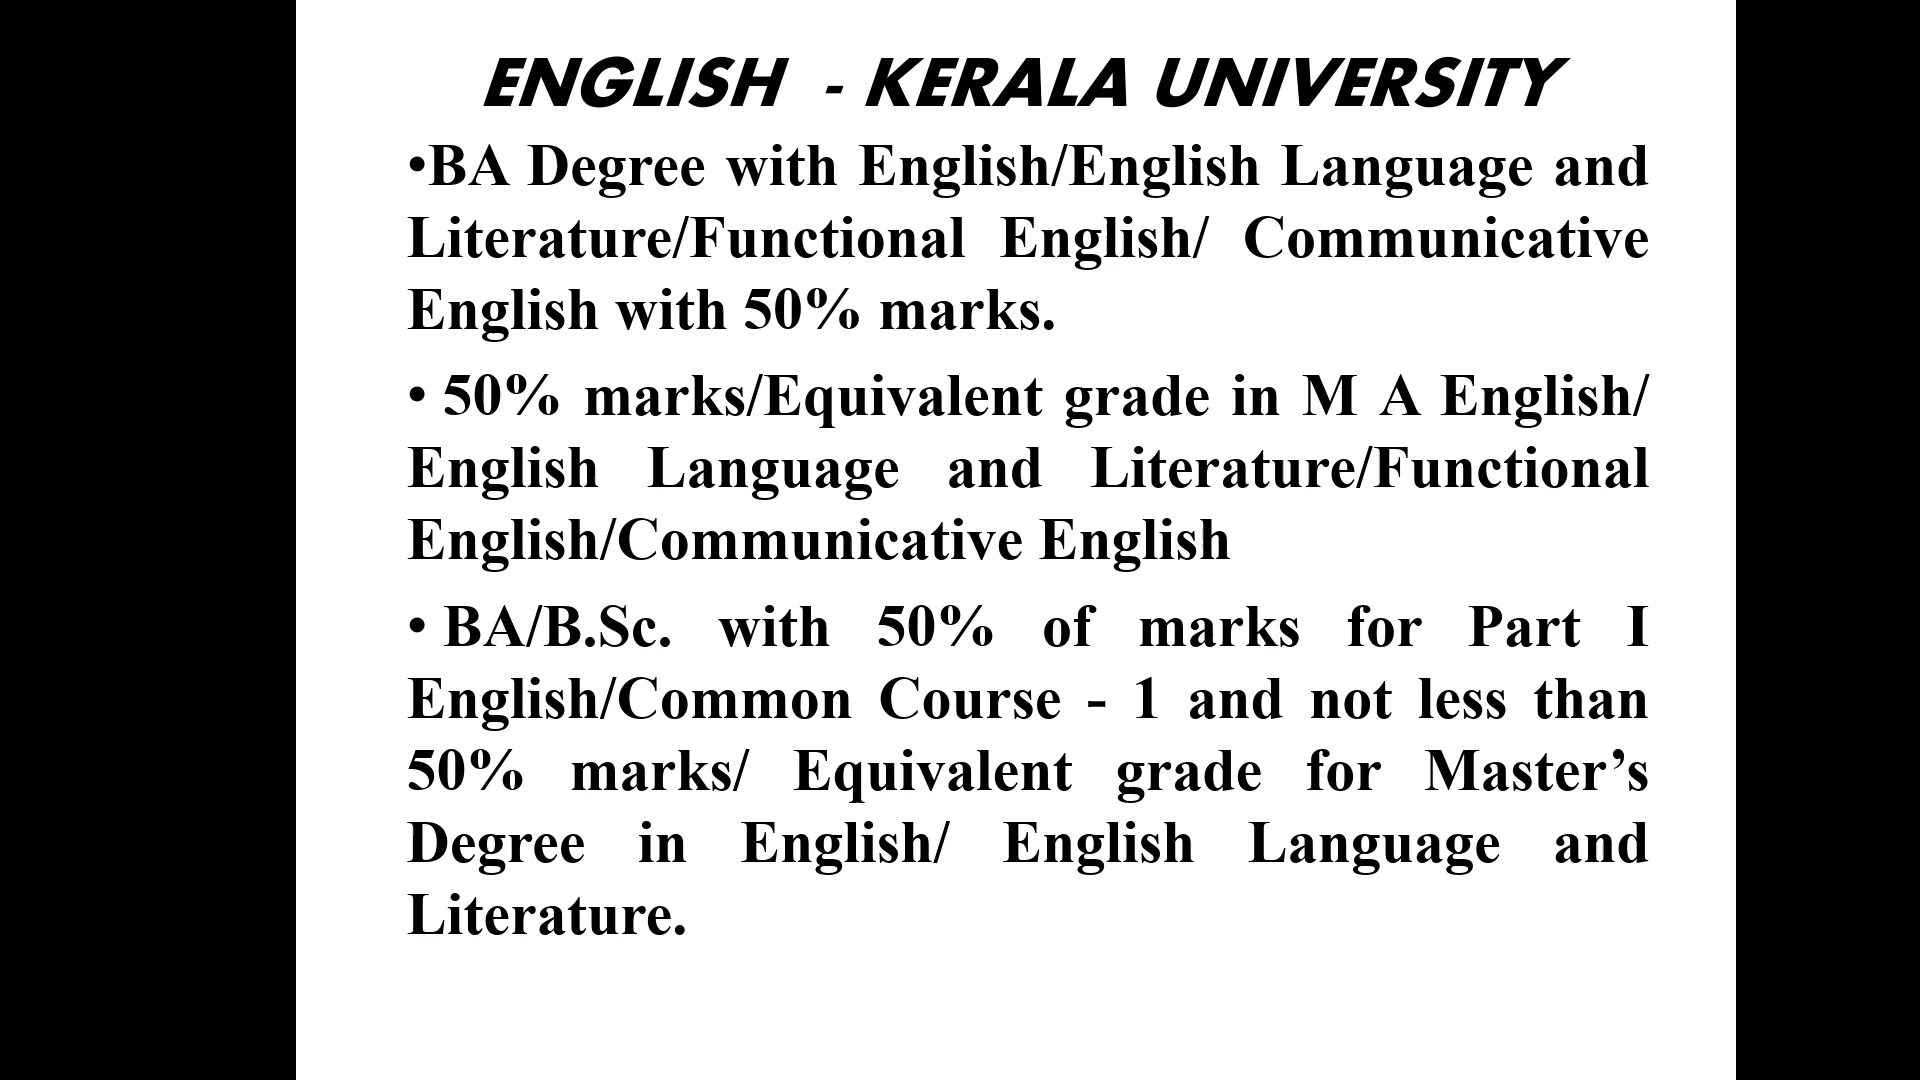 ENGLISH - KERALA UNIVERSITY
•BA Degree with English/English Language and
Literature/Functional English/ Communicative
English with 50% marks.
• 50% marks/Equivalent grade in M A English/
English Language and Literature/Functional
English/Communicative English
• BA/B.Sc. with 50% of marks for Part I
English/Common Course - 1 and not less than
50% marks/ Equivalent grade for Master’s
Degree in English/ English Language and
Literature.